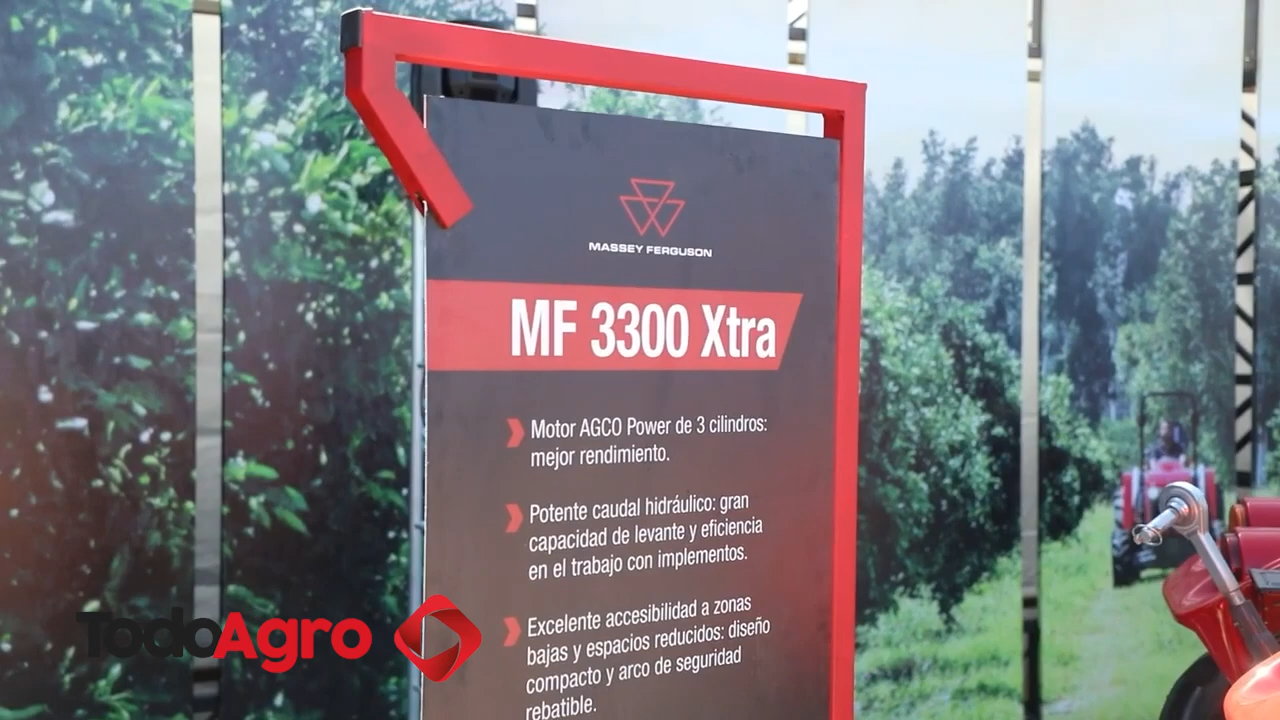 MASSEY FERGUSON
MF 3300 Xtra
Motor AGCO Power de 3 cilindros:
mejor rendimiento.
Potente caudal hidráulico: gran
capacidad de levante y eficiencia
en el trabajo con implementos.
Excelente accesibilidad a zonas
bajas y espacios reducidos: diseño
compacto y arco de seguridad
rebatible.
TodoAgro